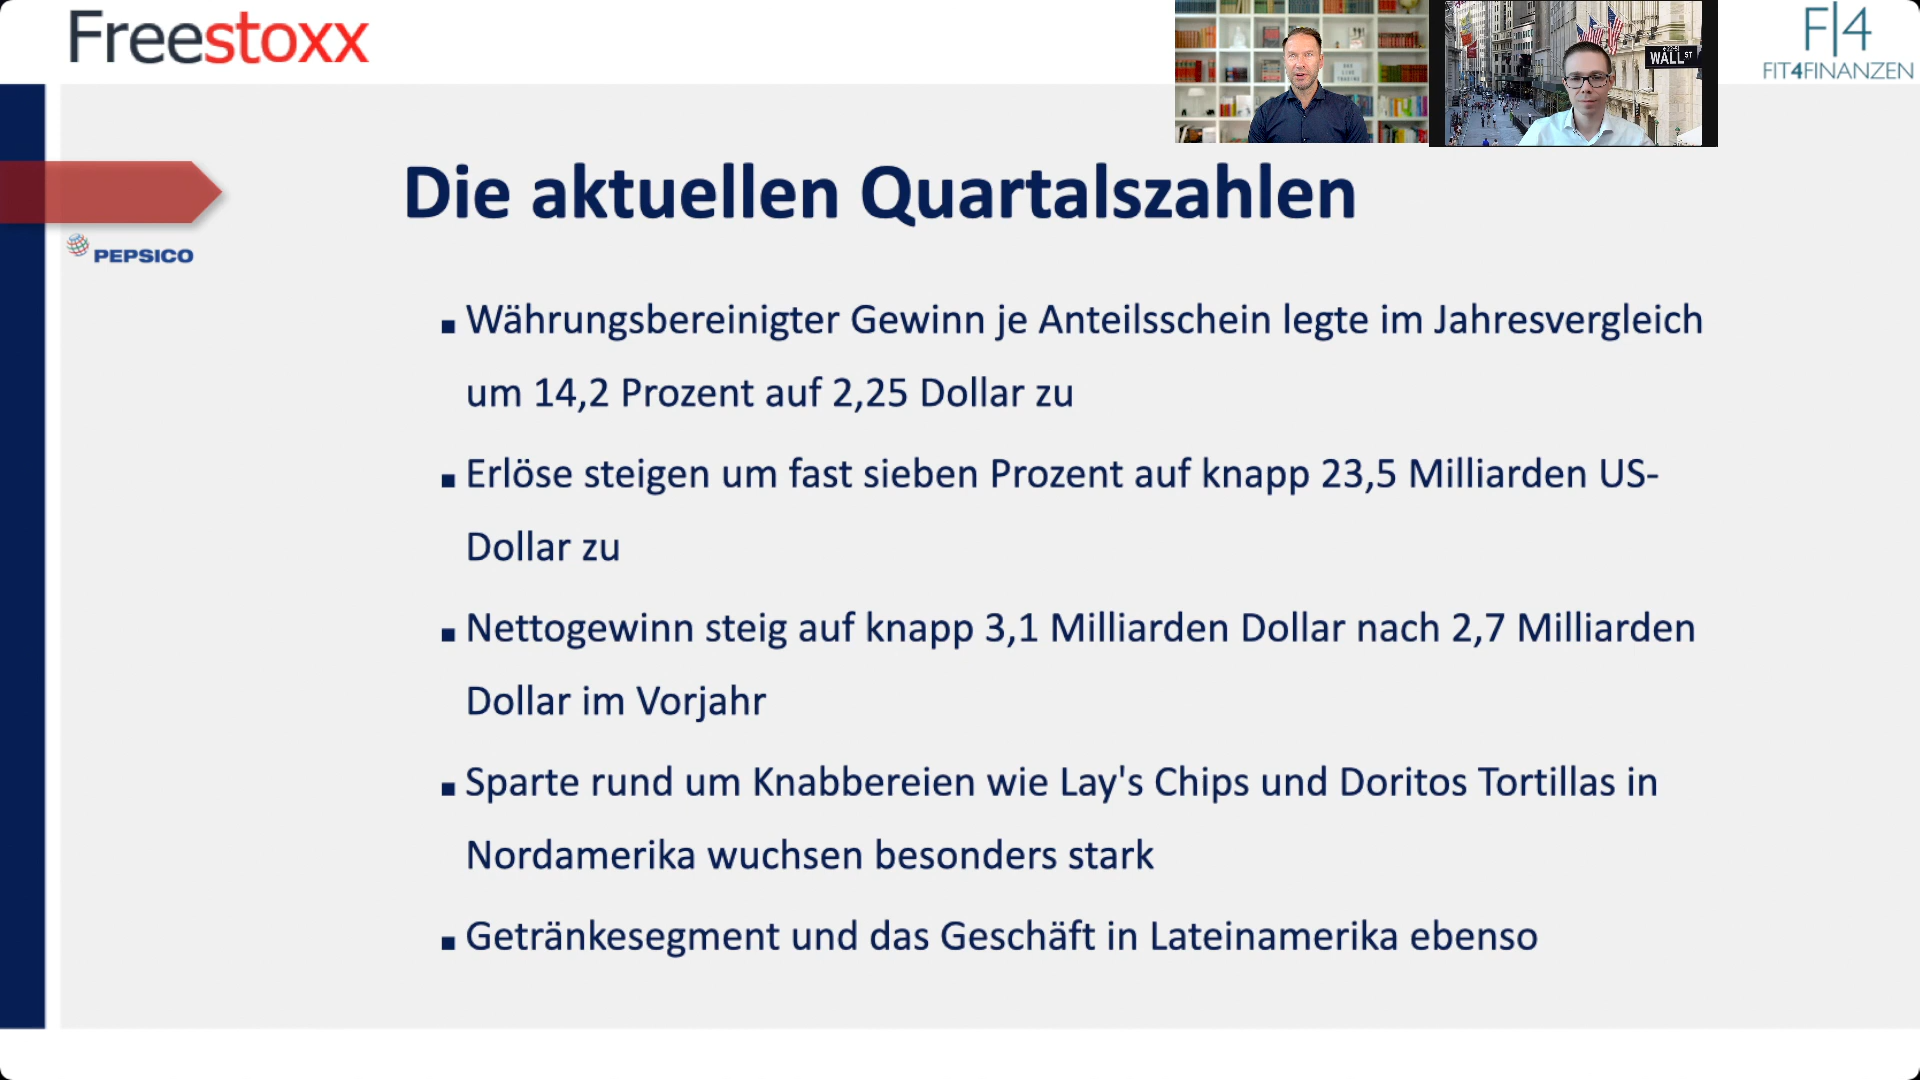 Freestoxx
WALL ST
F|4
FIT4FINANZEN
Die aktuellen Quartalszahlen
PEPSICO
▪ Währungsbereinigter Gewinn je Anteilsschein legte im Jahresvergleich
um 14,2 Prozent auf 2,25 Dollar zu
▪ Erlöse steigen um fast sieben Prozent auf knapp 23,5 Milliarden US-
Dollar zu
▪ Nettogewinn steig auf knapp 3,1 Milliarden Dollar nach 2,7 Milliarden
Dollar im Vorjahr
▪ Sparte rund um Knabbereien wie Lay's Chips und Doritos Tortillas in
Nordamerika wuchsen besonders stark
▪ Getränkesegment und das Geschäft in Lateinamerika ebenso